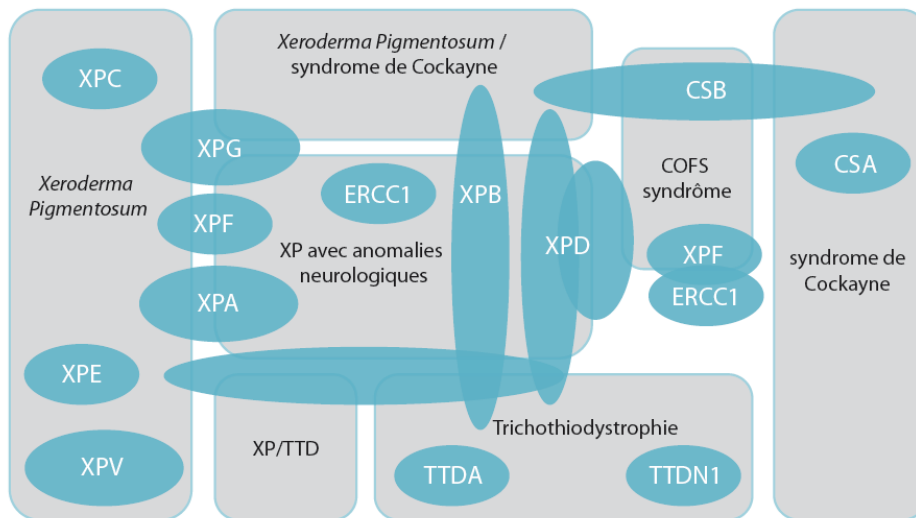 Xeroderma Pigmentosum /
syndrome de Cockayne
XPC
CSB
XPG
COFS
syndrôme
CSA
Xeroderma
Pigmentosum
ERCC1
XPB
XPF
XPD
XP avec anomalies
neurologiques
XPF
syndrome de
Cockayne
XPA
ERCC1
XPE
Trichothiodystrophie
XP/TTD
XPV
TTDA
TTDN1